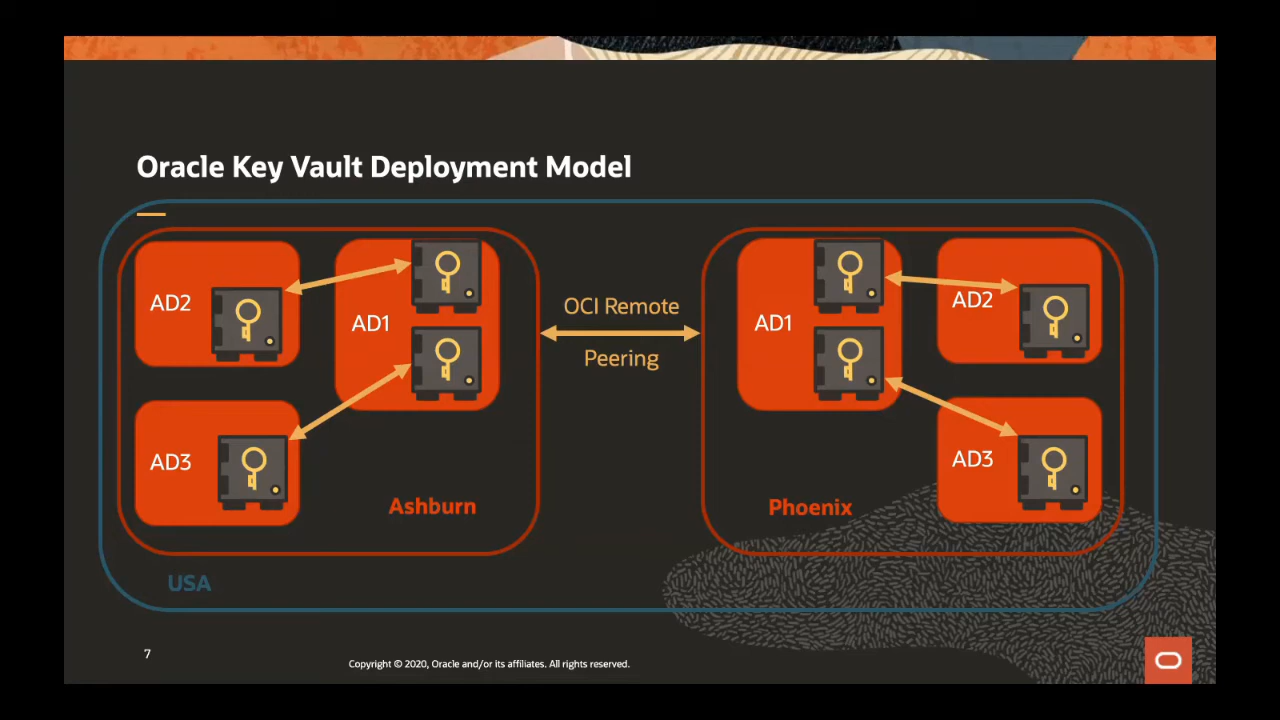 Oracle Key Vault Deployment Model
AD2
AD1
AD3
Ashburn
OCI Remote
Peering
AD1
AD2
AD3
Phoenix
USA
7
Copyright © 2020, Oracle and/or its affiliates. All rights reserved.